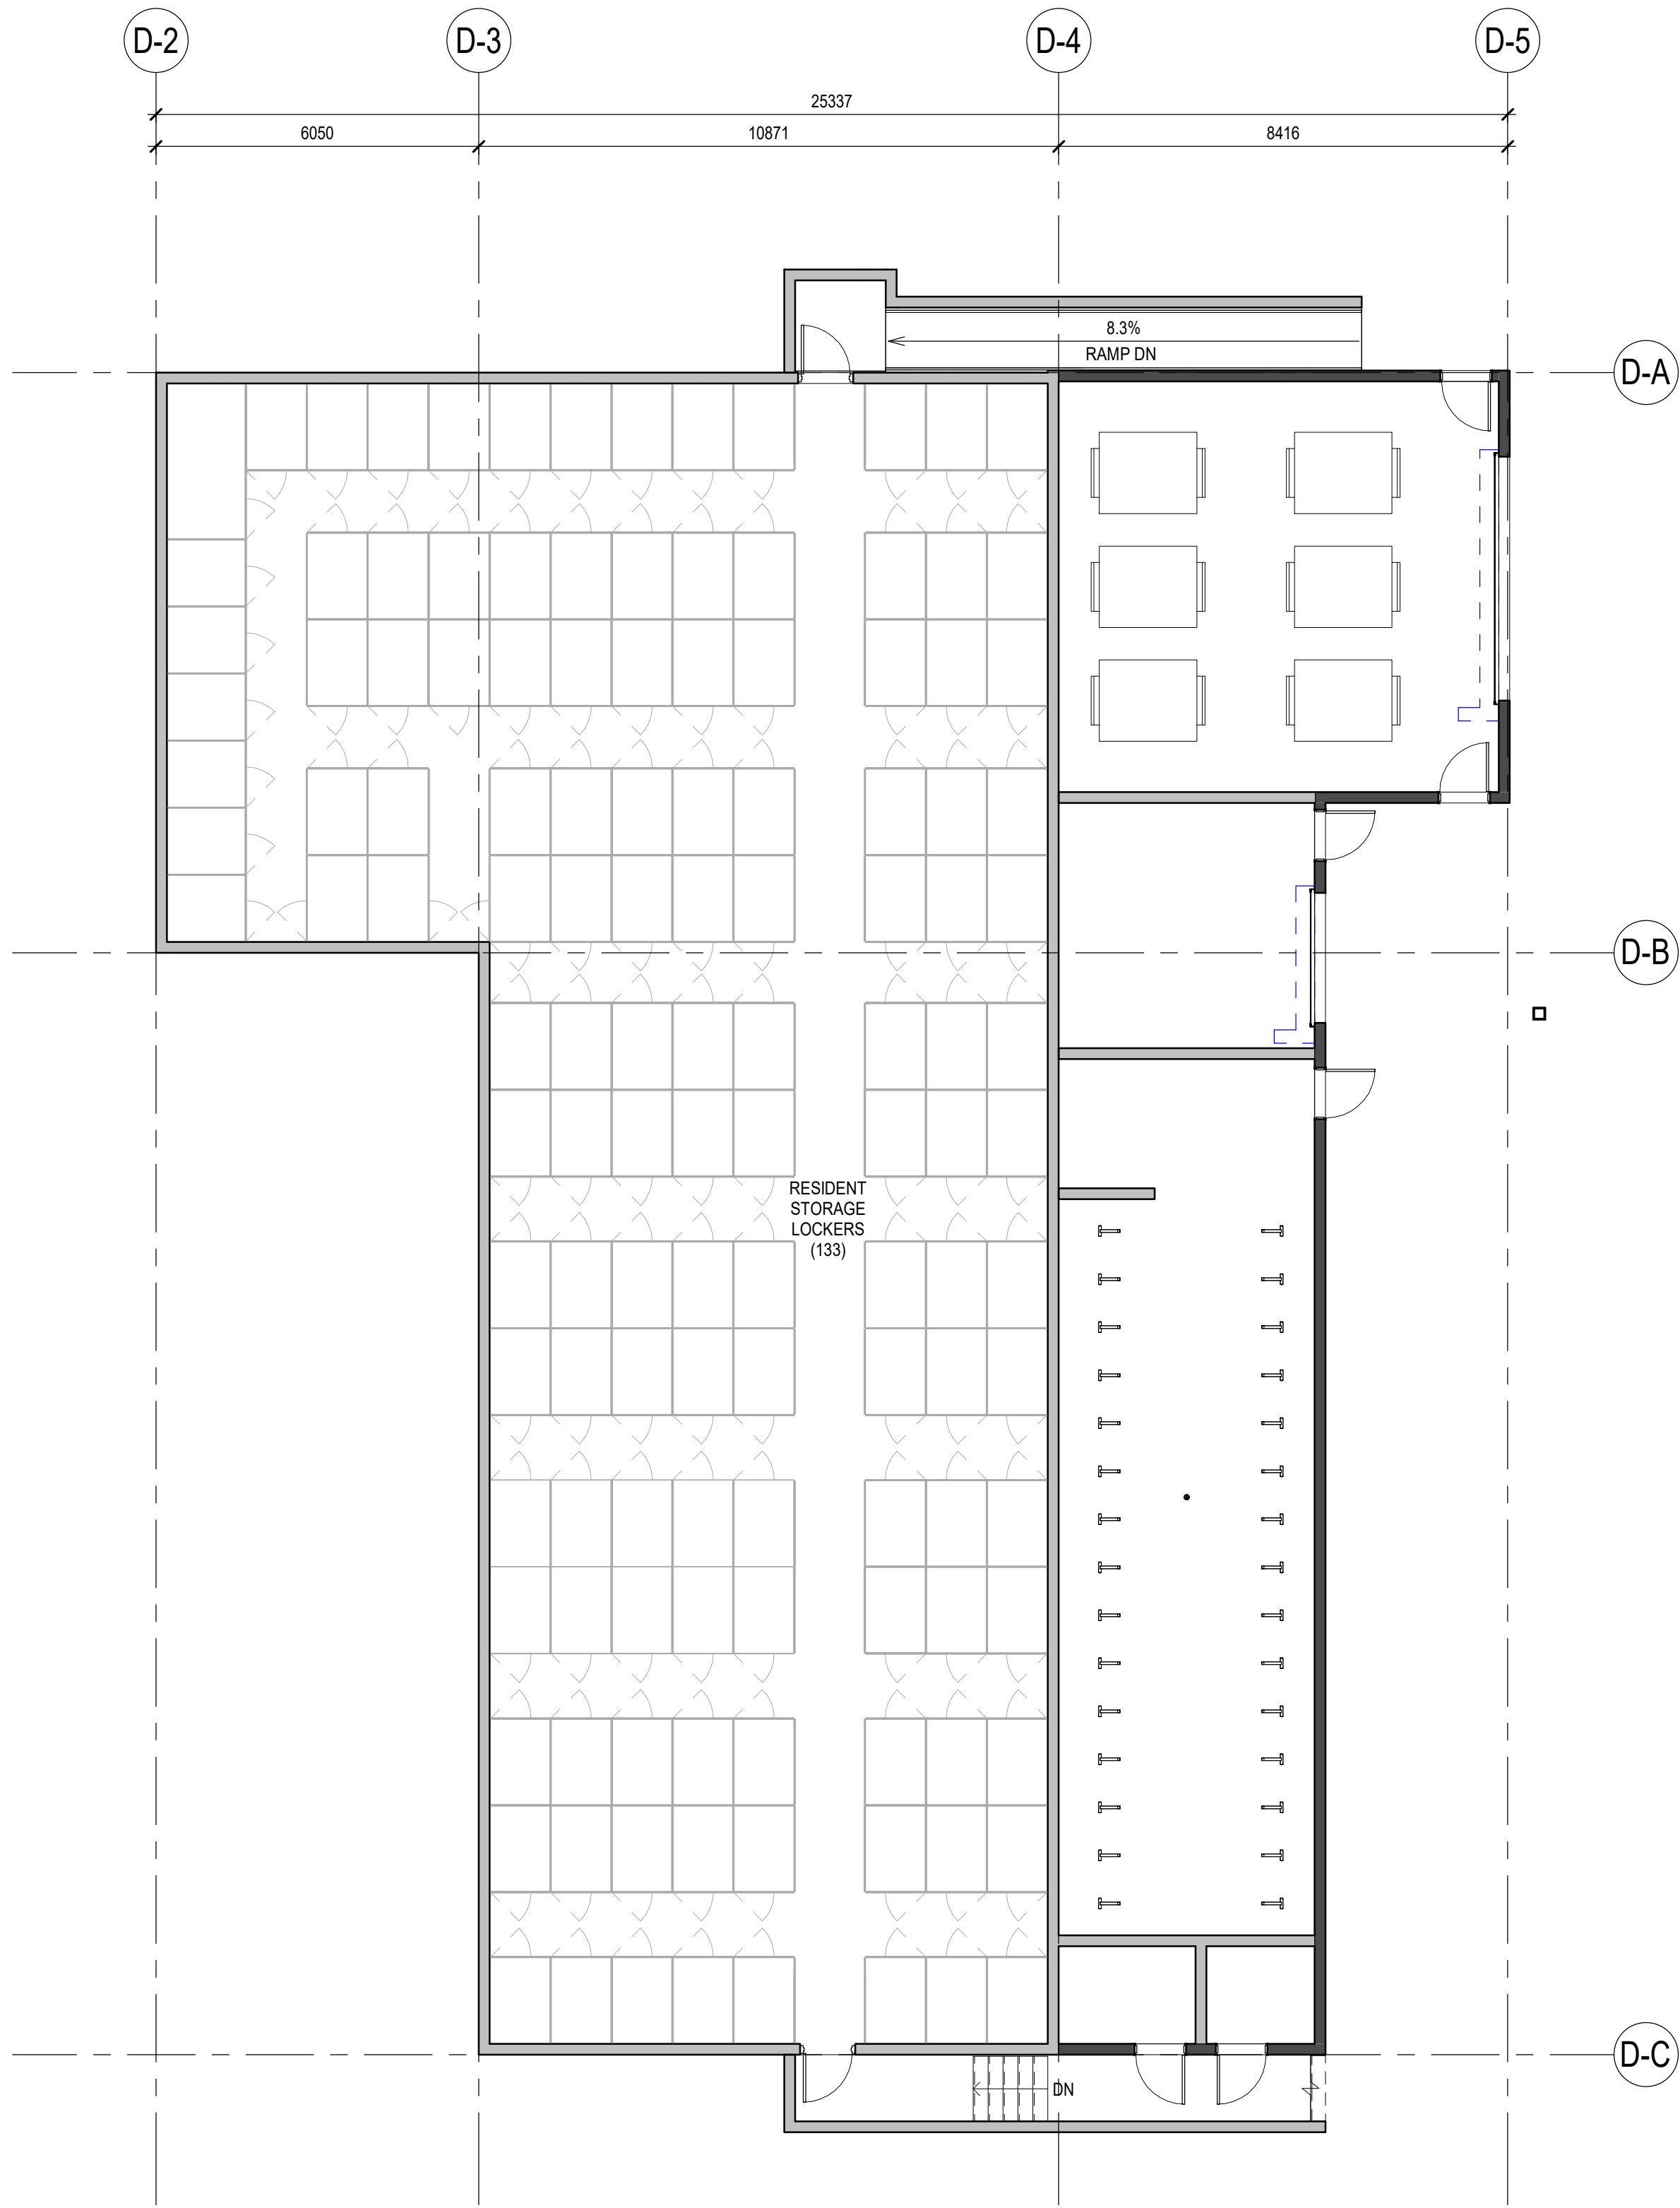 D-2
D-3
D-4
D-5
25337
6050
10871
8416
8.3%
RAMP DN
D-A
D-B
RESIDENT
STORAGE
LOCKERS
(133)
D-C
DN